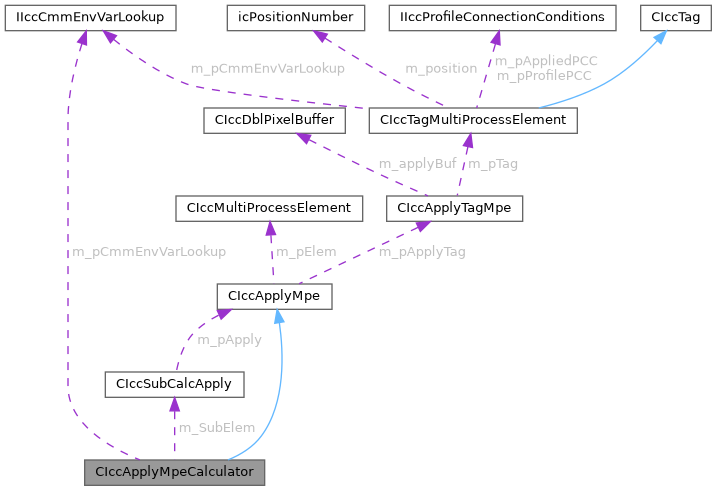 IIccCmmEnvVarLookup
icPositionNumber
IIccProfileConnectionConditions
CIccTag
m_pCmmEnvVarLookup
m_position
m_pAppliedPCC
m_pProfilePCC
CIccDblPixelBuffer
CIccTagMultiProcessElement
m_applyBuf
m_pTag
CIccMultiProcessElement
CIccApplyTagMpe
m_pCmmEnvVarLookup
m_pElem
m_pApplyTag
CIccApplyMpe
m_pApply
CIccSubCalcApply
m_SubElem
CIccApplyMpeCalculator